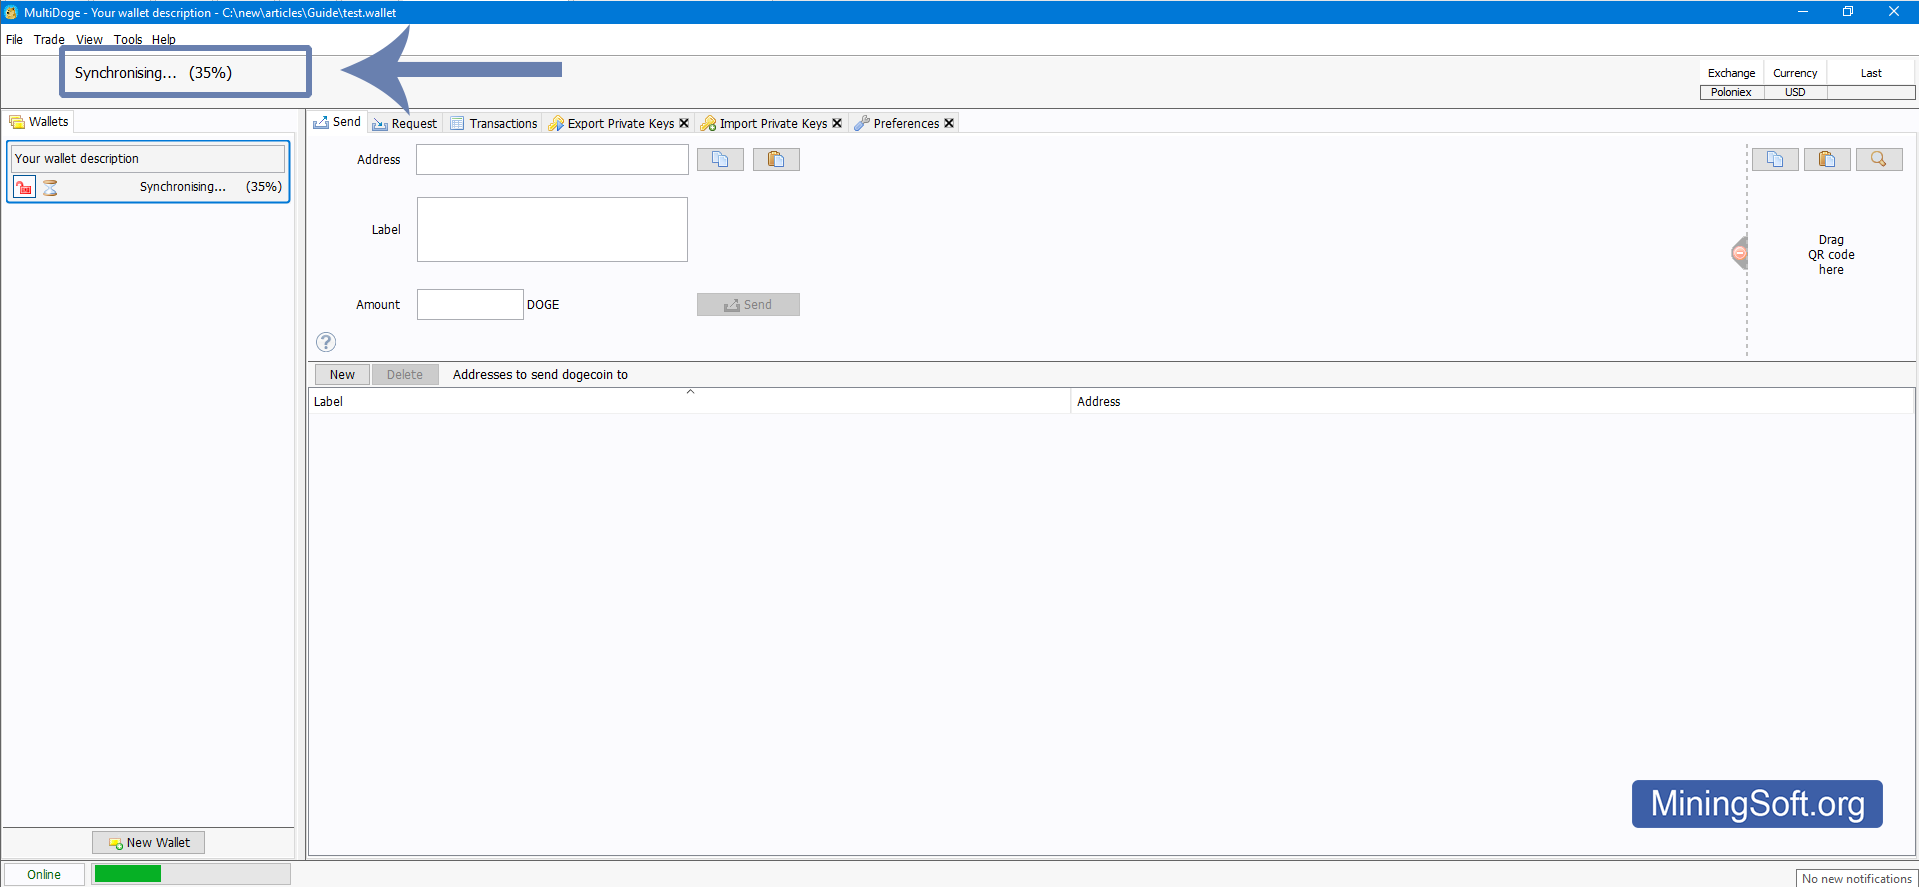 MultiDoge - Your wallet description - C:\new\articles\Guide\test.wallet
File Trade View Tools Help
Synchronising... (35%)
Exchange Currency Last
Poloniex USD
Wallets
Send Request Transactions Export Private Keys Import Private Keys Preferences
Your wallet description
Synchronising... (35%)
Address
Label
Drag
QR code
here
Amount DOGE Send
New Delete Addresses to send dogecoin to
Label Address
MiningSoft.org
New Wallet
Online
No new notifications